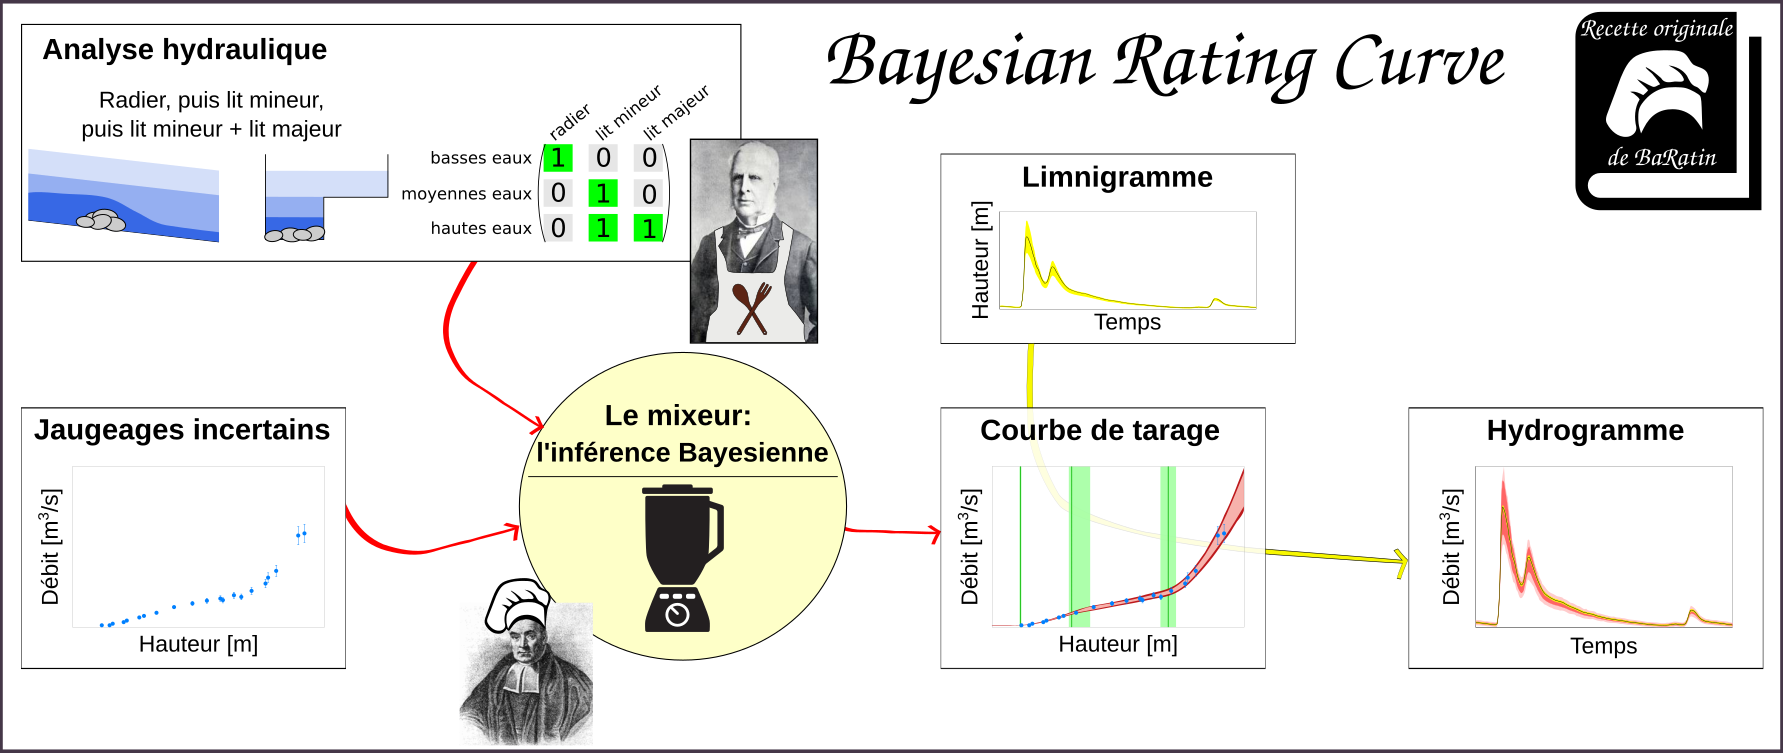 Bayesian Rating Curve
Recette originale
de BaRatin
Analyse hydraulique
Radier, puis lit mineur,
puis lit mineur + lit majeur
radier
lit mineur
lit majeur
basses eaux 1 0 0
moyennes eaux 0 1 0
hautes eaux 0 1 1
Limnigramme
Hauteur [m]
Temps
Jaugeages incertains
Débit [m³/s]
Hauteur [m]
Le mixeur:
l'inférence Bayesienne
Courbe de tarage
Débit [m³/s]
Hauteur [m]
Hydrogramme
Débit [m³/s]
Temps